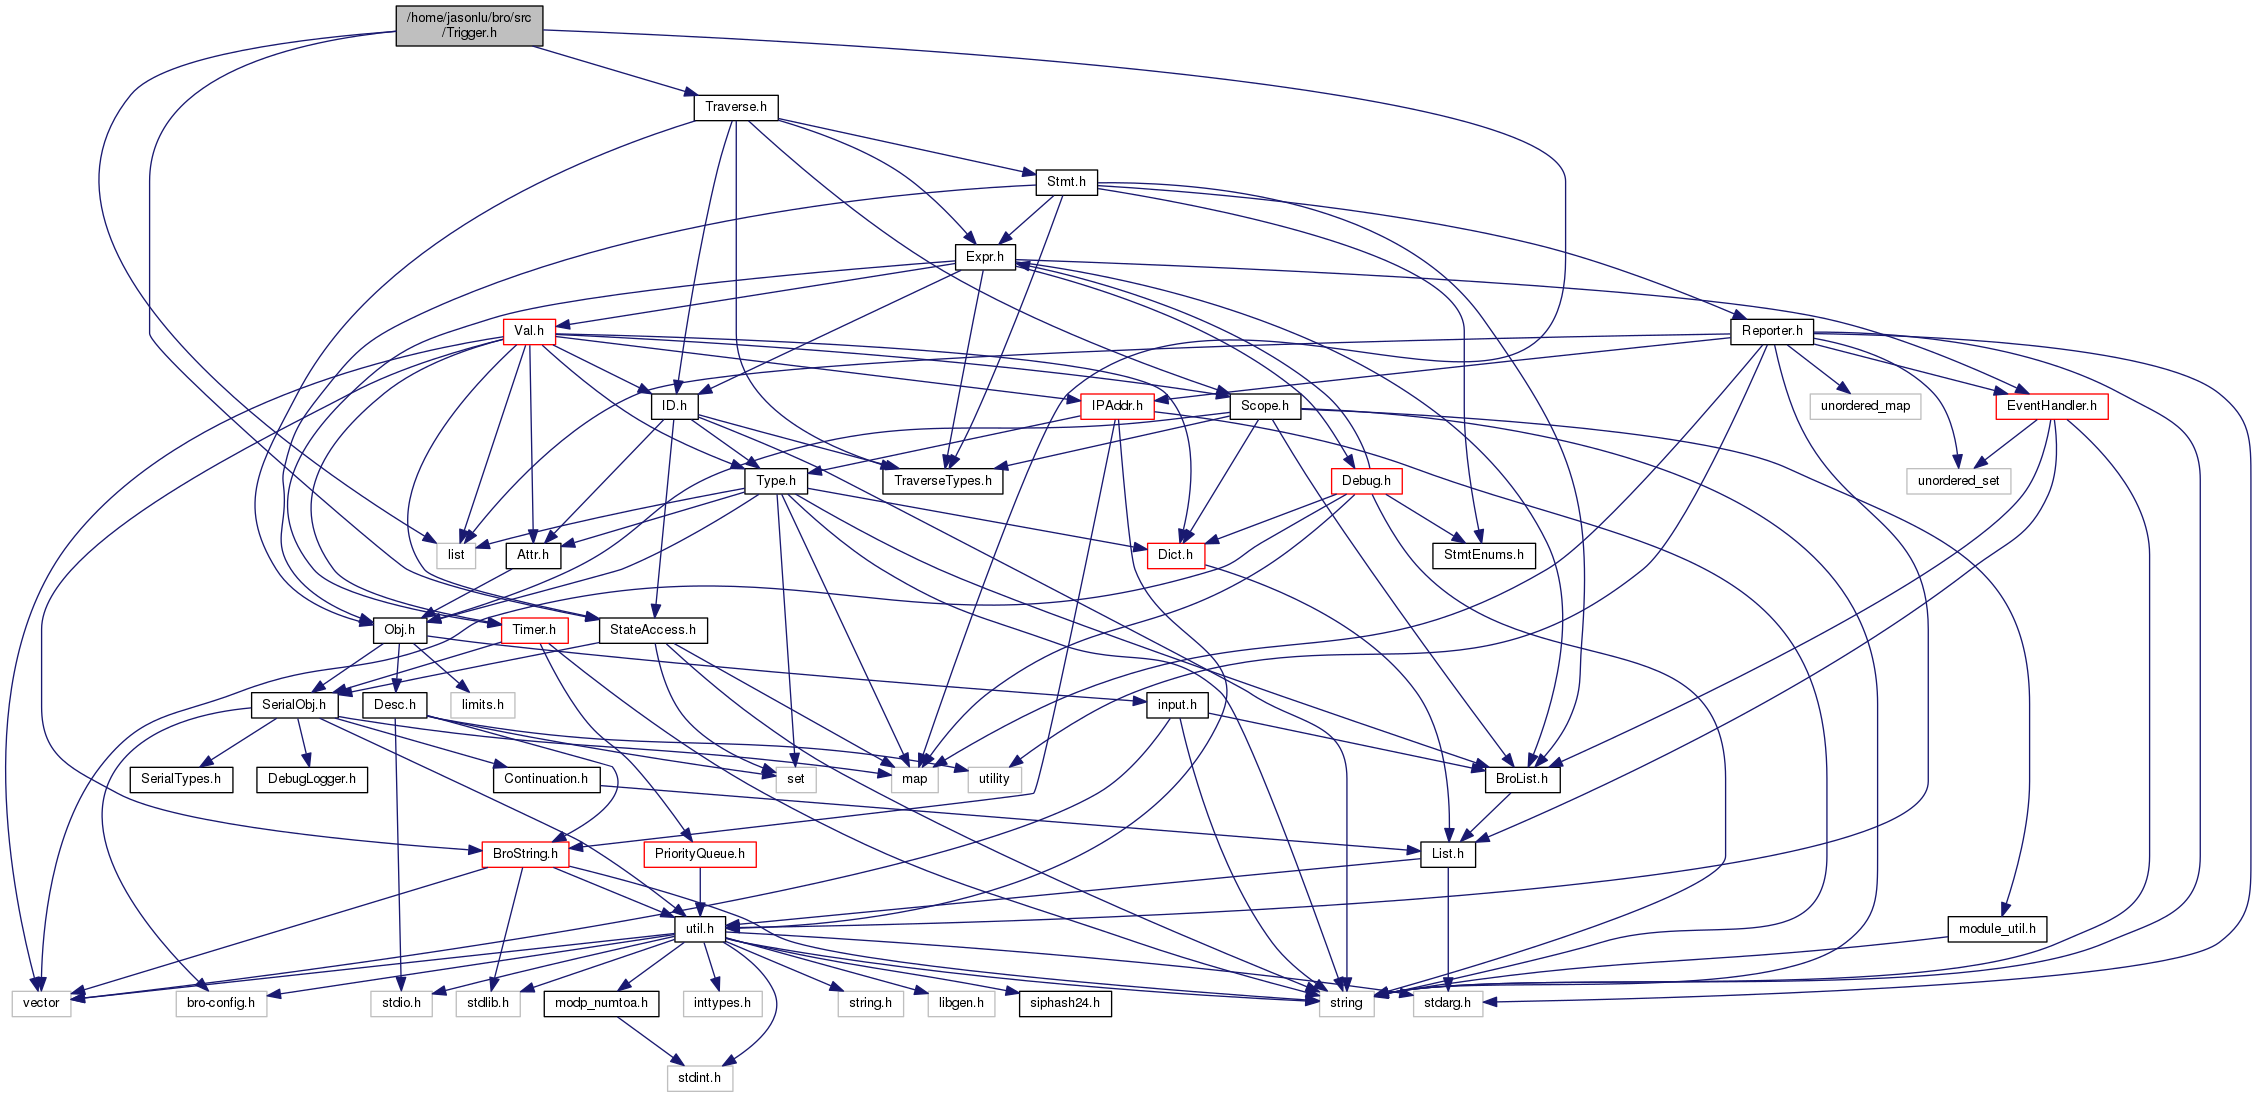 /home/jasonlu/bro/src
/Trigger.h
Traverse.h
Stmt.h
Expr.h
Val.h
Reporter.h
ID.h
IPAddr.h
Scope.h
unordered_map
EventHandler.h
Type.h
TraverseTypes.h
Debug.h
unordered_set
list
Attr.h
Dict.h
StmtEnums.h
Obj.h
Timer.h
StateAccess.h
SerialObj.h
Desc.h
limits.h
input.h
SerialTypes.h
DebugLogger.h
Continuation.h
set
map
utility
BroList.h
BroString.h
PriorityQueue.h
List.h
util.h
module_util.h
vector
bro-config.h
stdio.h
stdlib.h
modp_numtoa.h
inttypes.h
string.h
libgen.h
siphash24.h
string
stdarg.h
stdint.h